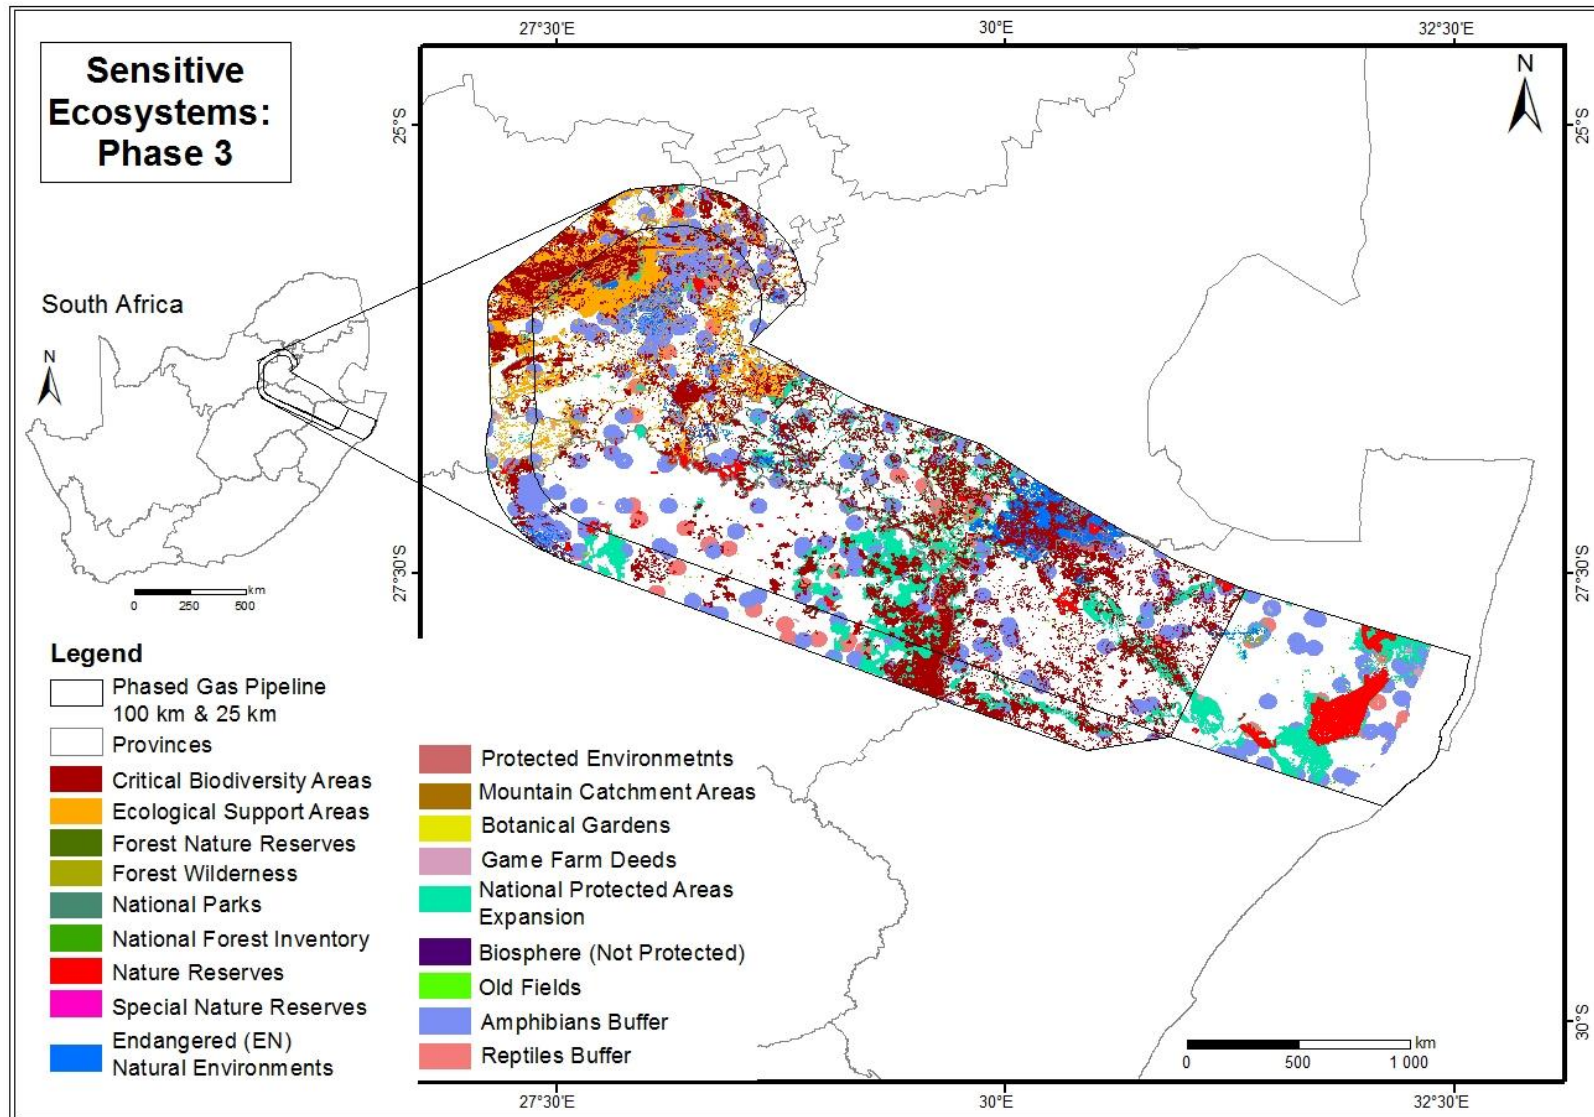 Sensitive
Ecosystems:
Phase 3
27°30'E
30°E
32°30'E
N
25°S
25°S
South Africa
N
km
0 250 500
27°30'S
27°30'S
Legend
Phased Gas Pipeline
100 km & 25 km
Provinces
Critical Biodiversity Areas
Ecological Support Areas
Forest Nature Reserves
Forest Wilderness
National Parks
National Forest Inventory
Nature Reserves
Special Nature Reserves
Endangered (EN)
Natural Environments
Protected Environmetnts
Mountain Catchment Areas
Botanical Gardens
Game Farm Deeds
National Protected Areas
Expansion
Biosphere (Not Protected)
Old Fields
Amphibians Buffer
Reptiles Buffer
30°S
km
0 500 1 000
27°30'E
30°E
32°30'E